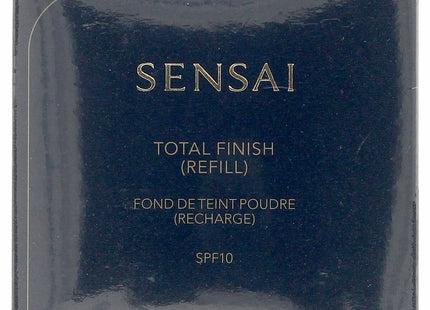 SENSAI
TOTAL FINISH
(REFILL)
FOND DE TEINT POUDRE
(RECHARGE)
SPF10